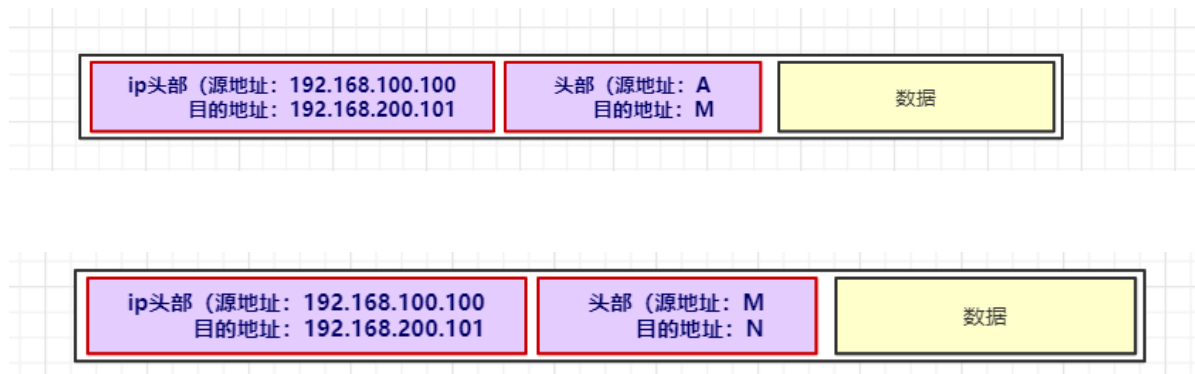 ip头部（源地址：192.168.100.100
目的地址：192.168.200.101
头部（源地址：A
目的地址：M
数据
ip头部（源地址：192.168.100.100
目的地址：192.168.200.101
头部（源地址：M
目的地址：N
数据